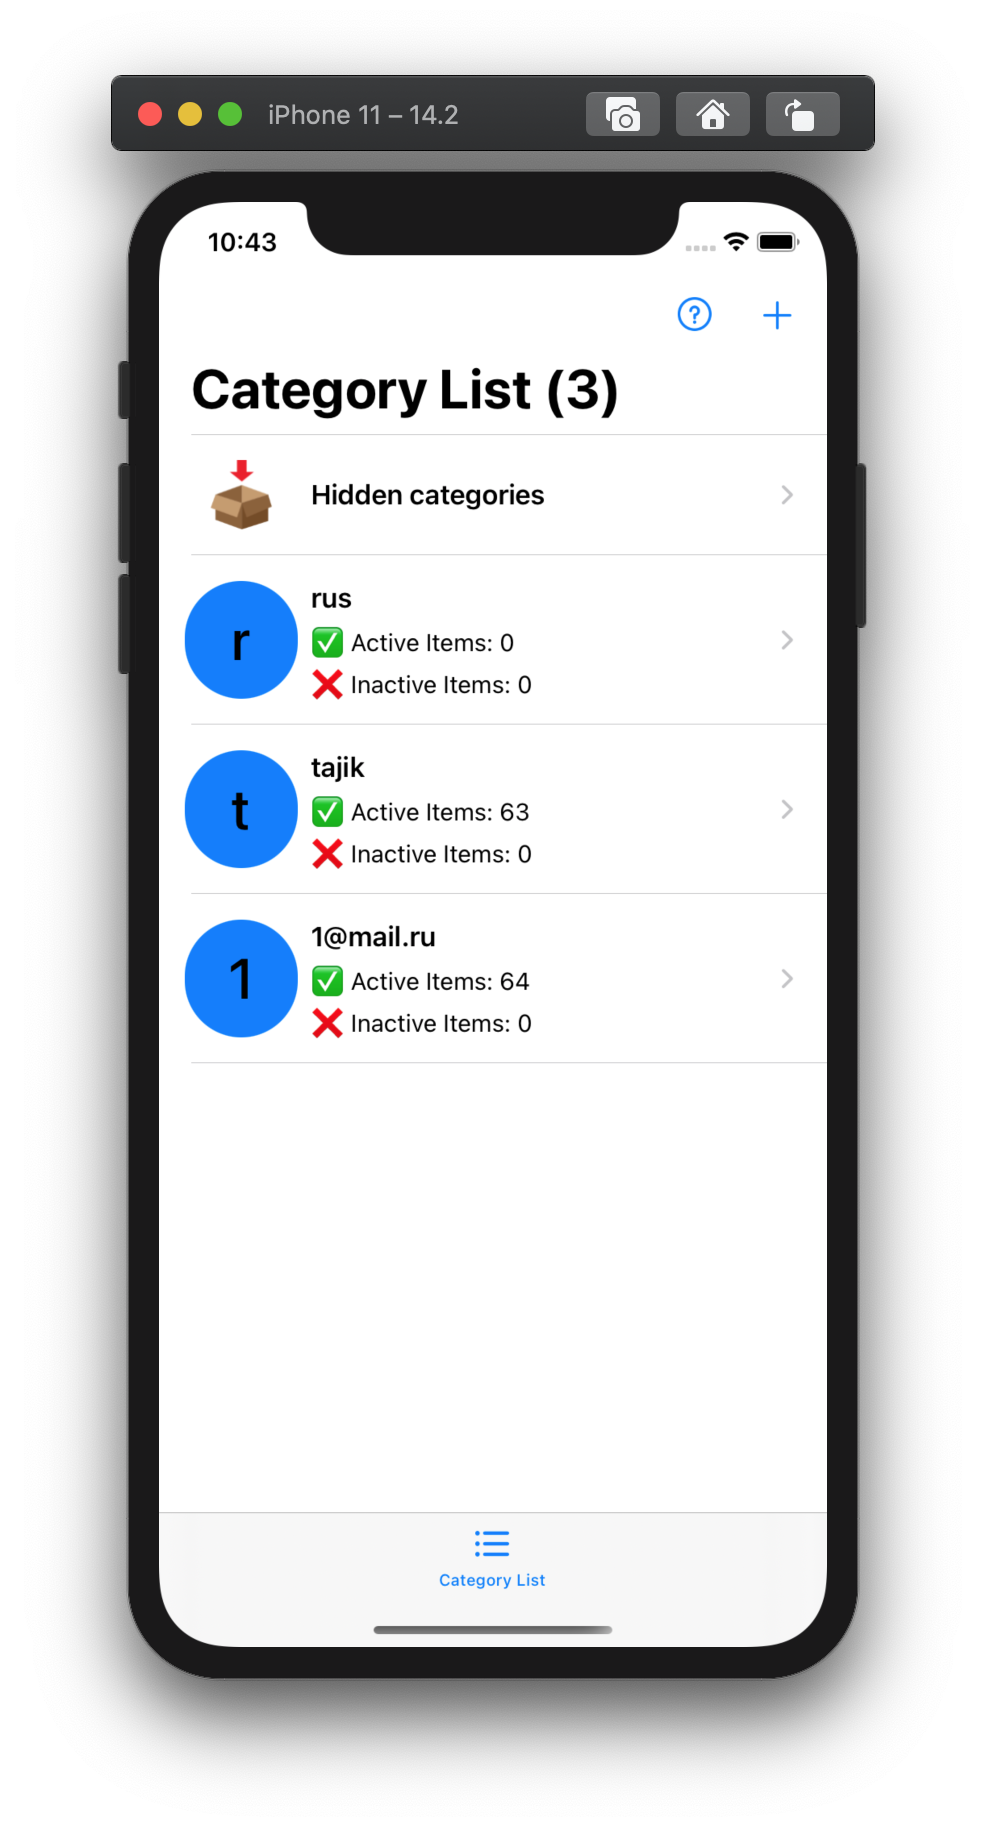 iPhone 11 – 14.2
10:43
Category List (3)
Hidden categories
r
rus
✅ Active Items: 0
❌ Inactive Items: 0
t
tajik
✅ Active Items: 63
❌ Inactive Items: 0
1
1@mail.ru
✅ Active Items: 64
❌ Inactive Items: 0
Category List